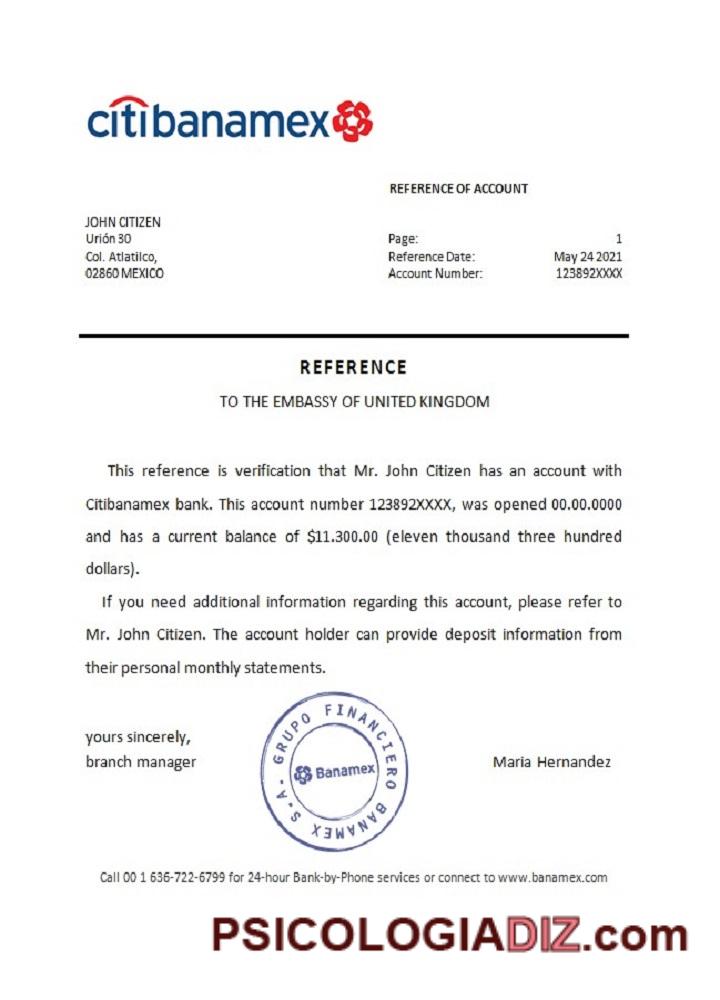 citibanamex
REFERENCE OF ACCOUNT
JOHN CITIZEN
Urión 30
Col. Atlatilco,
02860 MEXICO
Page: 1
Reference Date: May 24 2021
Account Number: 123892XXXX
REFERENCE
TO THE EMBASSY OF UNITED KINGDOM
This reference is verification that Mr. John Citizen has an account with
Citibanamex bank. This account number 123892XXXX, was opened 00.00.0000
and has a current balance of $11.300.00 (eleven thousand three hundred
dollars).
If you need additional information regarding this account, please refer to
Mr. John Citizen. The account holder can provide deposit information from
their personal monthly statements.
yours sincerely,
branch manager
GRUPO FINANCIERO BANAMEX S.A.
Banamex
Maria Hernandez
Call 00 1 636-722-6799 for 24-hour Bank-by-Phone services or connect to www.banamex.com
PSICOLOGIADIZ.com